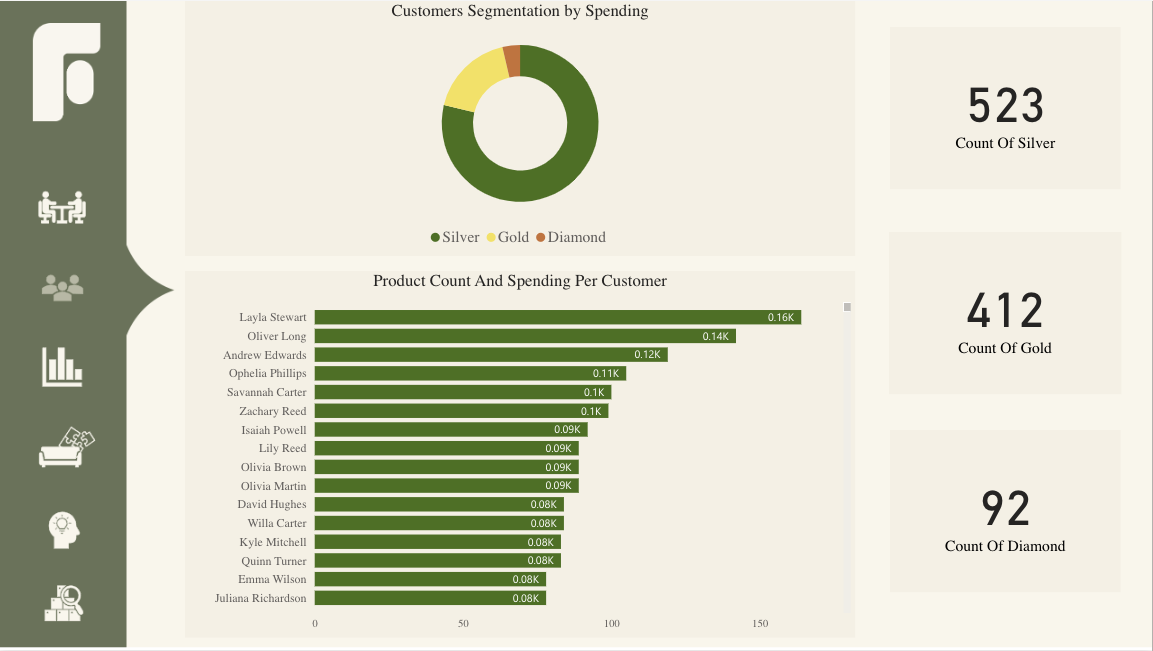 Customers Segmentation by Spending
Silver Gold Diamond
Product Count And Spending Per Customer
Layla Stewart 0.16K
Oliver Long 0.14K
Andrew Edwards 0.12K
Ophelia Phillips 0.11K
Savannah Carter 0.1K
Zachary Reed 0.1K
Isaiah Powell 0.09K
Lily Reed 0.09K
Olivia Brown 0.09K
Olivia Martin 0.09K
David Hughes 0.08K
Willa Carter 0.08K
Kyle Mitchell 0.08K
Quinn Turner 0.08K
Emma Wilson 0.08K
Juliana Richardson 0.08K
0 50 100 150
523
Count Of Silver
412
Count Of Gold
92
Count Of Diamond